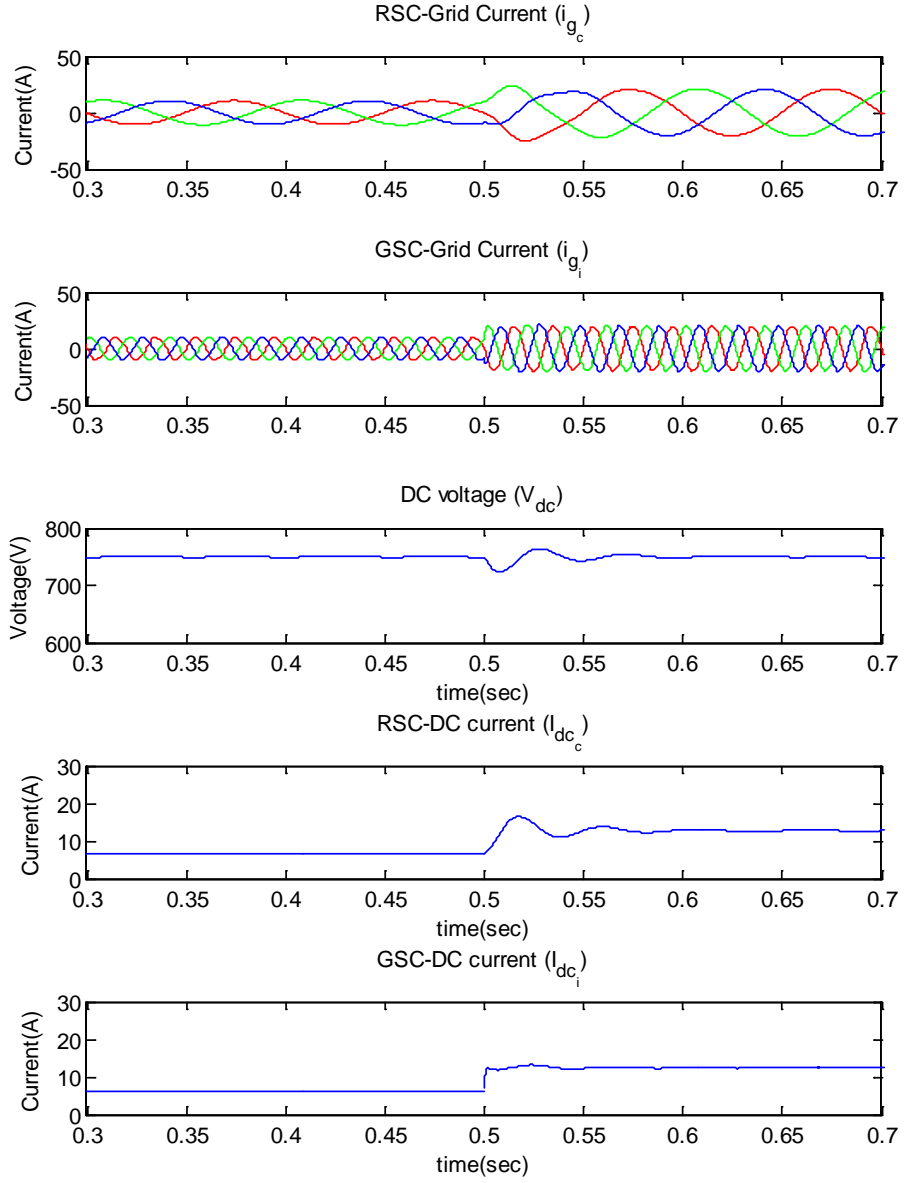 RSC-Grid Current (i_g_c)
50
0
-50
Current(A)
0.3 0.35 0.4 0.45 0.5 0.55 0.6 0.65 0.7
GSC-Grid Current (i_g_i)
50
0
-50
Current(A)
0.3 0.35 0.4 0.45 0.5 0.55 0.6 0.65 0.7
DC voltage (V_dc)
800
700
600
Voltage(V)
0.3 0.35 0.4 0.45 0.5 0.55 0.6 0.65 0.7
time(sec)
RSC-DC current (I_dc_c)
30
20
10
0
Current(A)
0.3 0.35 0.4 0.45 0.5 0.55 0.6 0.65 0.7
time(sec)
GSC-DC current (I_dc_i)
30
20
10
0
Current(A)
0.3 0.35 0.4 0.45 0.5 0.55 0.6 0.65 0.7
time(sec)